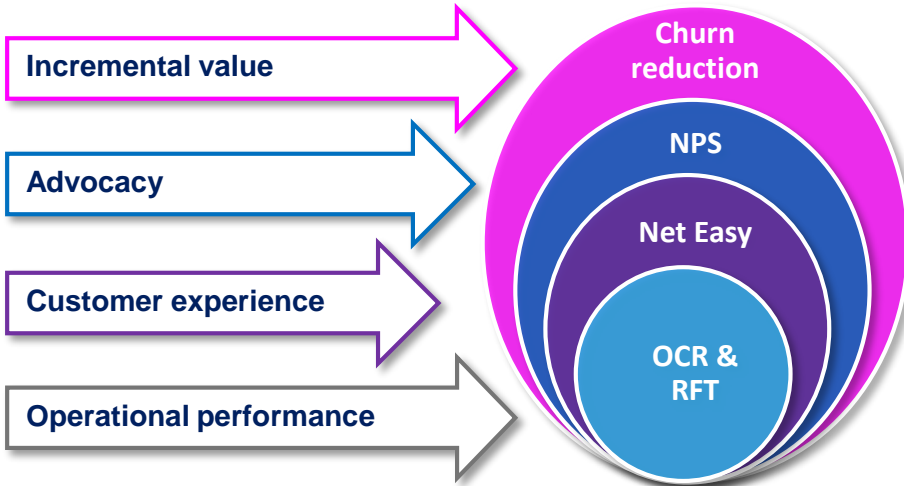 Incremental value
Churn
reduction
Advocacy
NPS
Customer experience
Net Easy
Operational performance
OCR &
RFT